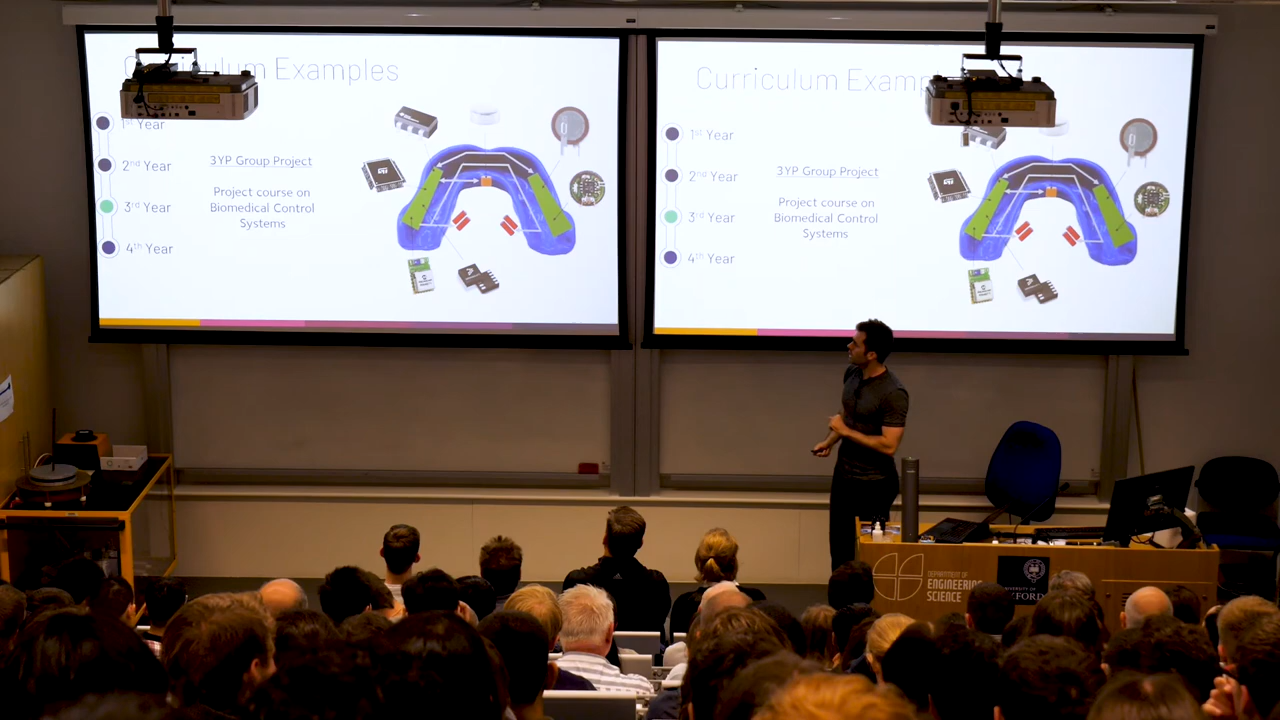 Curriculum Examples
1st Year
2nd Year
3rd Year
4th Year
3YP Group Project
Project course on
Biomedical Control
Systems
Curriculum Examp
1st Year
2nd Year
3rd Year
4th Year
3YP Group Project
Project course on
Biomedical Control
Systems
DEPARTMENT OF
ENGINEERING
SCIENCE
UNIVERSITY OF
OXFORD